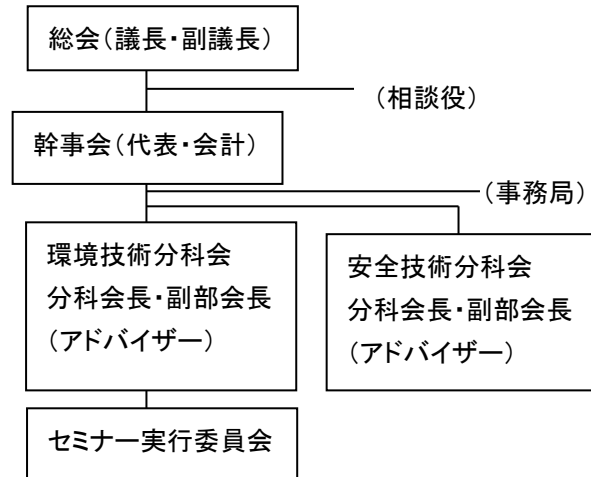 総会（議長・副議長）
（相談役）
幹事会（代表・会計）
（事務局）
環境技術分科会
分科会長・副部会長
（アドバイザー）
安全技術分科会
分科会長・副部会長
（アドバイザー）
セミナー実行委員会